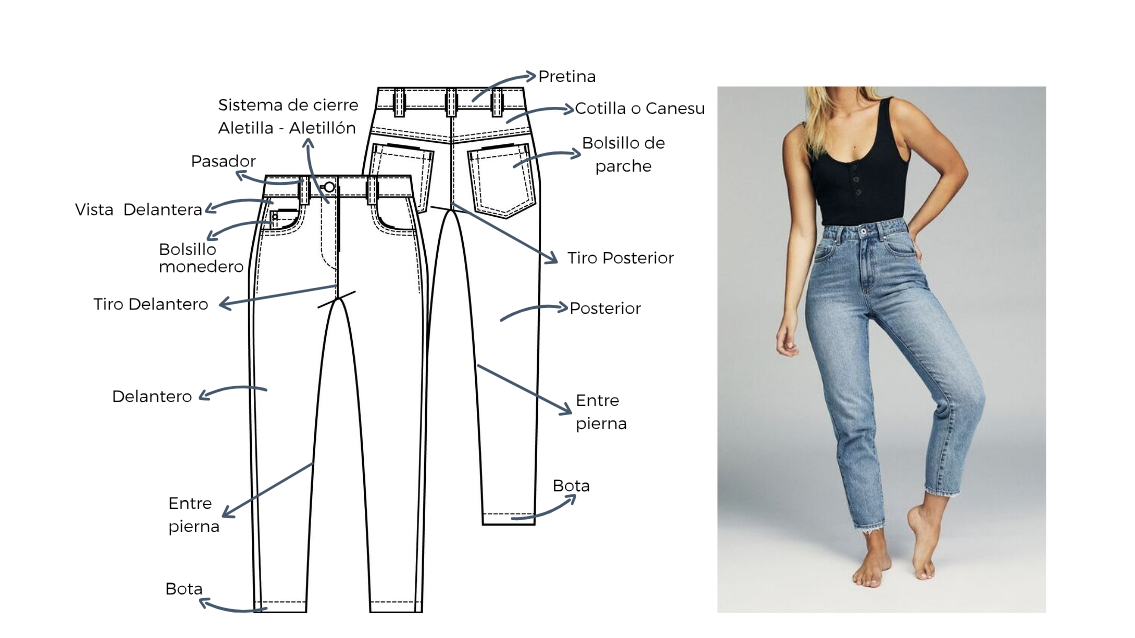 Pretina
Sistema de cierre
Aletilla - Aletillón
Cotilla o Canesu
Bolsillo de
parche
Pasador
Vista Delantera
Bolsillo
monedero
Tiro Posterior
Tiro Delantero
Posterior
Delantero
Entre
pierna
Bota
Entre
pierna
Bota